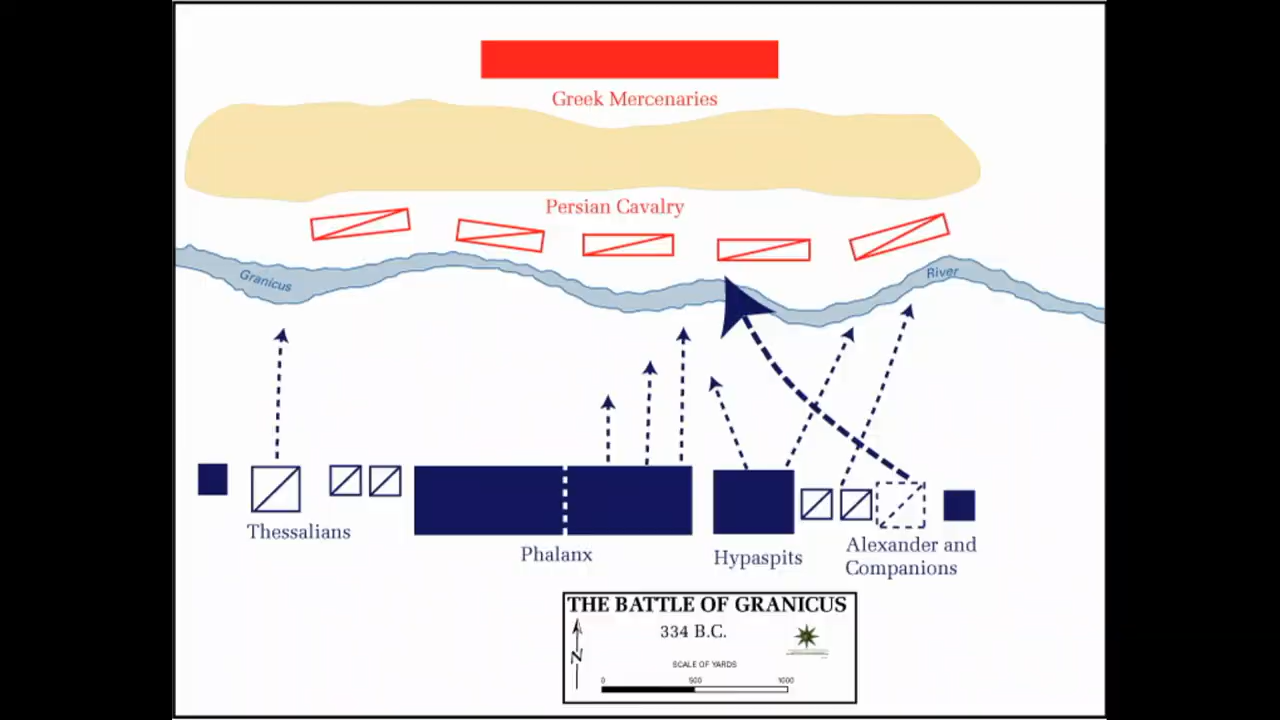 Greek Mercenaries
Persian Cavalry
Granicus
River
Thessalians
Phalanx
Hypaspits
Alexander and
Companions
THE BATTLE OF GRANICUS
334 B.C.
N
SCALE OF YARDS
0 500 1000